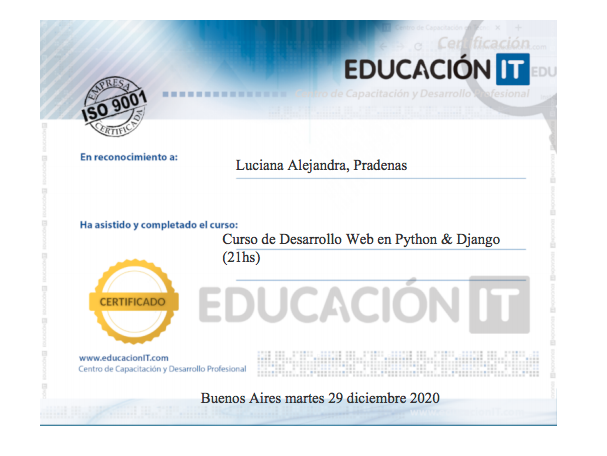 Certificación
EDUCACIÓN IT
Centro de Capacitación y Desarrollo Profesional
EMPRESA
ISO 9001
CERTIFICADA
En reconocimiento a:
Luciana Alejandra, Pradenas
Ha asistido y completado el curso:
Curso de Desarrollo Web en Python & Django
(21hs)
CERTIFICADO
EDUCACIÓN IT
www.educacionIT.com
Centro de Capacitación y Desarrollo Profesional
Buenos Aires martes 29 diciembre 2020